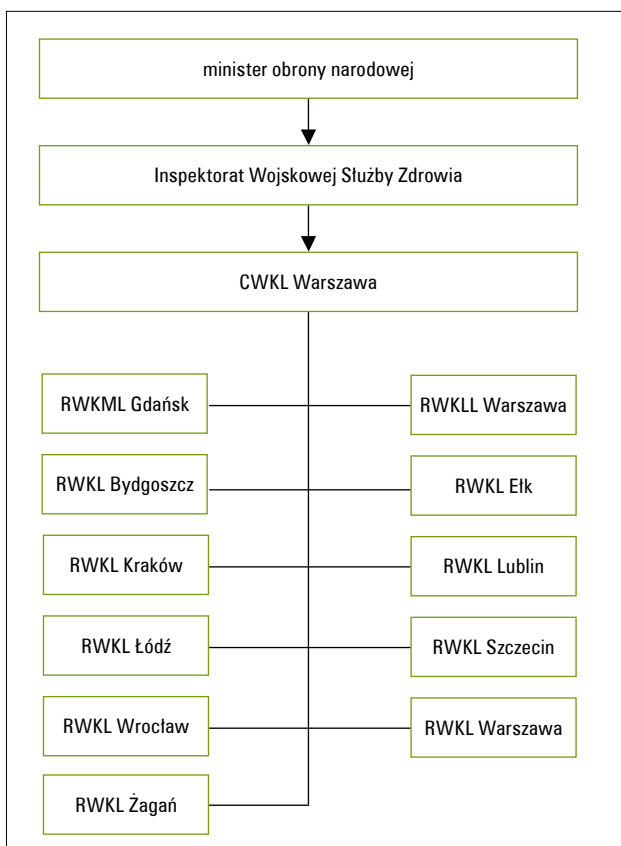 minister obrony narodowej
Inspektorat Wojskowej Służby Zdrowia
CWKL Warszawa
RWKML Gdańsk
RWKLL Warszawa
RWKL Bydgoszcz
RWKL Ełk
RWKL Kraków
RWKL Lublin
RWKL Łódź
RWKL Szczecin
RWKL Wrocław
RWKL Warszawa
RWKL Żagań